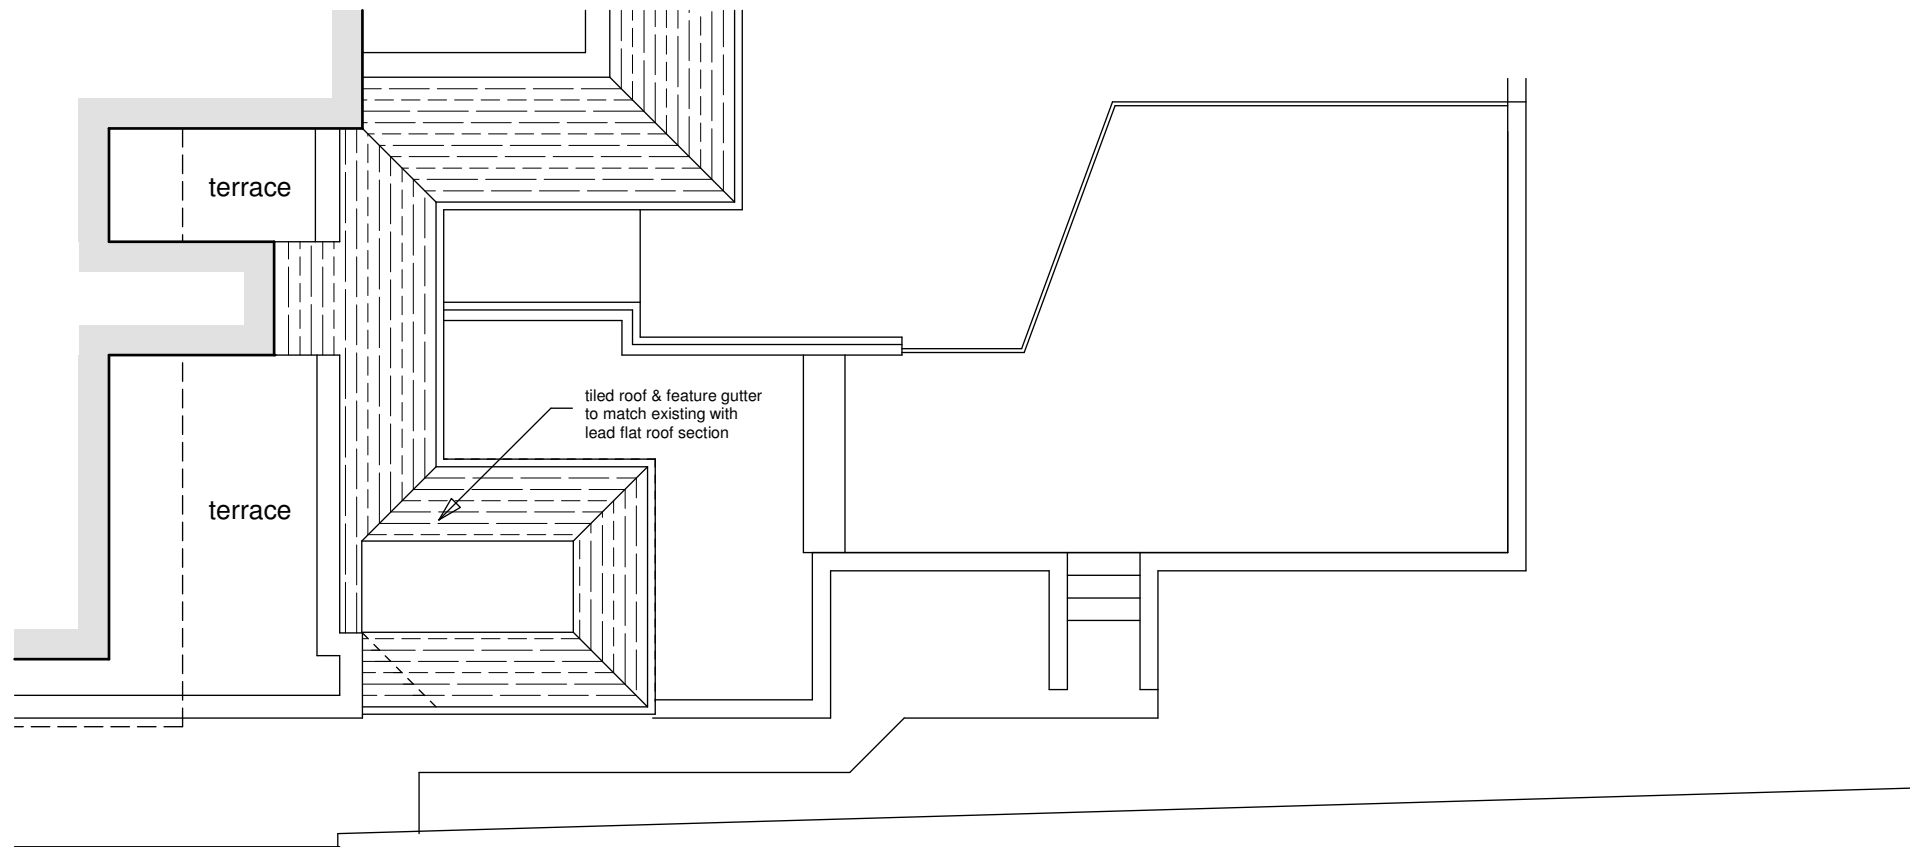 terrace
tiled roof & feature gutter
to match existing with
lead flat roof section
terrace